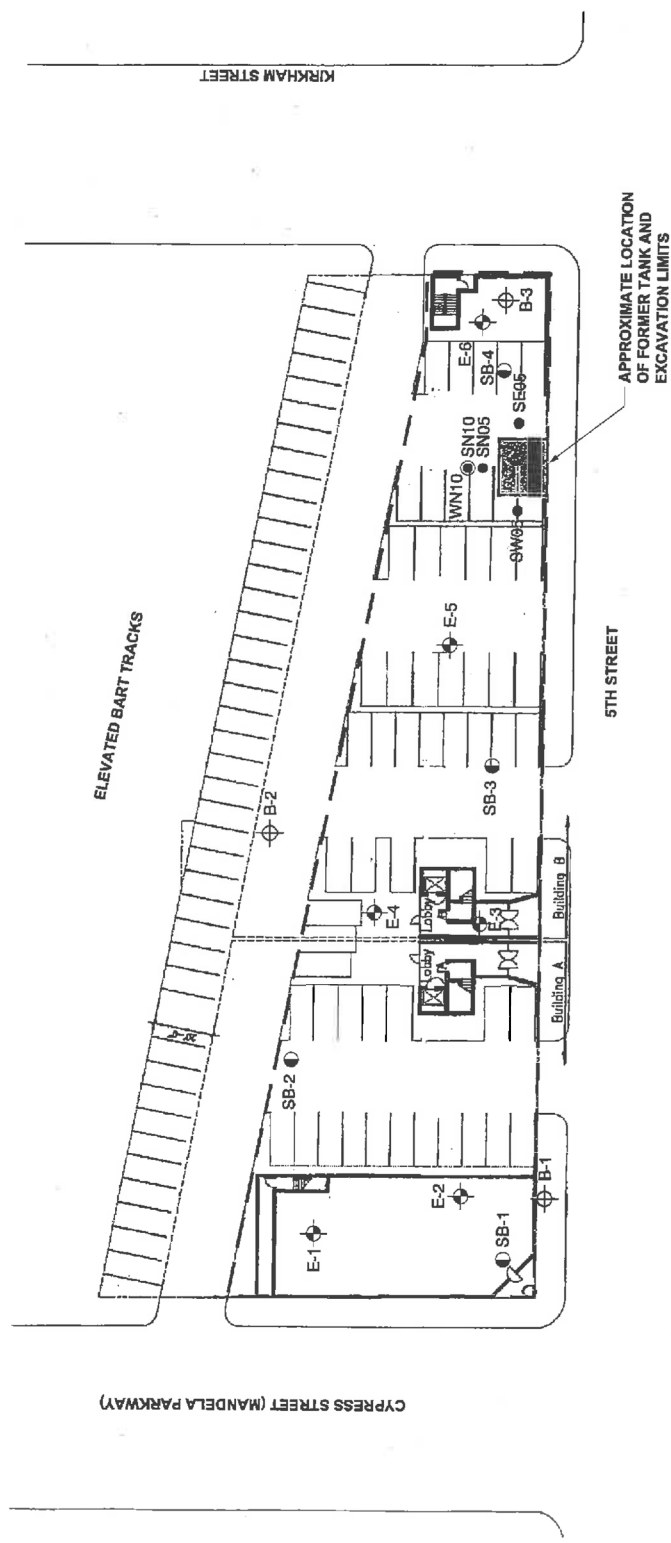 KIRKHAM STREET
ELEVATED BART TRACKS
B-2
E-6
B-3
SB-4
WN10
SN10
SN05
SE05
SW05
APPROXIMATE LOCATION
OF FORMER TANK AND
EXCAVATION LIMITS
E-5
SB-3
5TH STREET
E-4
Lobby
E-3
Building B
Lobby
Building A
SB-2
E-1
E-2
SB-1
B-1
CYPRESS STREET (MANDELA PARKWAY)